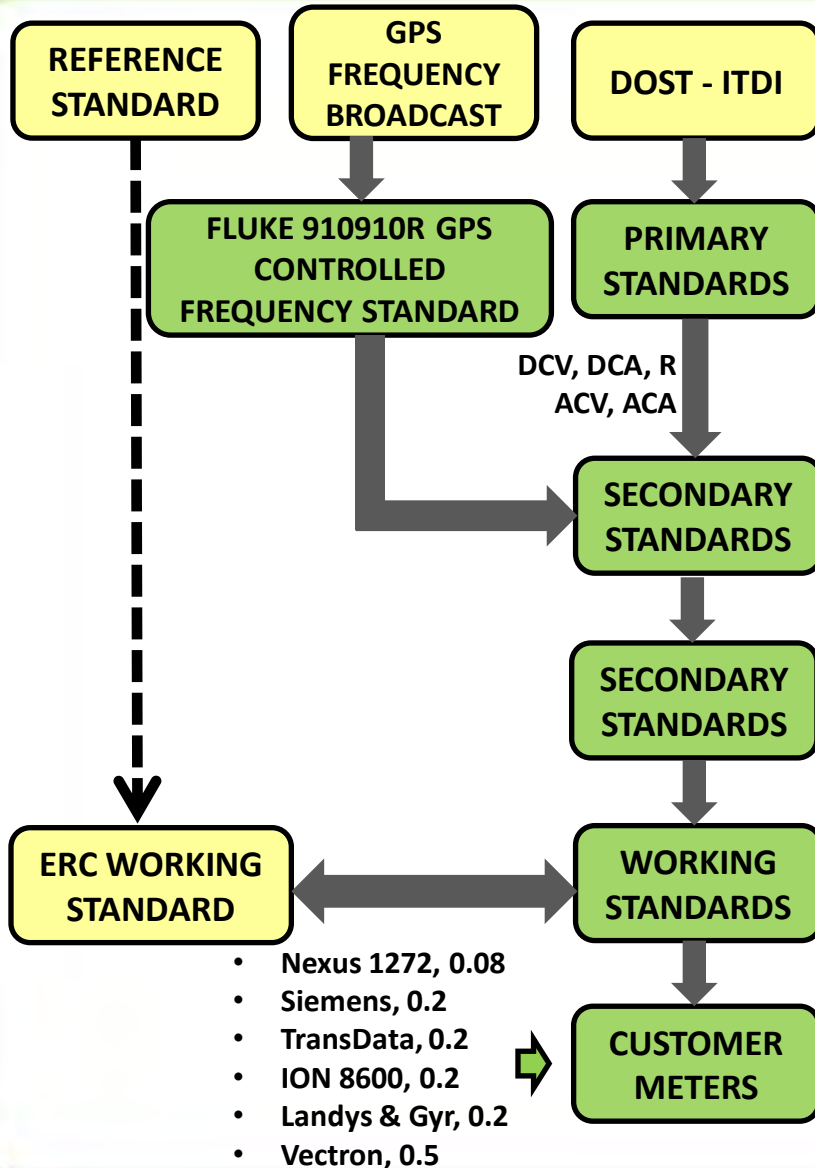 REFERENCE
STANDARD
GPS
FREQUENCY
BROADCAST
DOST - ITDI
FLUKE 910910R GPS
CONTROLLED
FREQUENCY STANDARD
PRIMARY
STANDARDS
DCV, DCA, R
ACV, ACA
SECONDARY
STANDARDS
SECONDARY
STANDARDS
ERC WORKING
STANDARD
WORKING
STANDARDS
• Nexus 1272, 0.08
• Siemens, 0.2
• TransData, 0.2
• ION 8600, 0.2
• Landys & Gyr, 0.2
• Vectron, 0.5
CUSTOMER
METERS